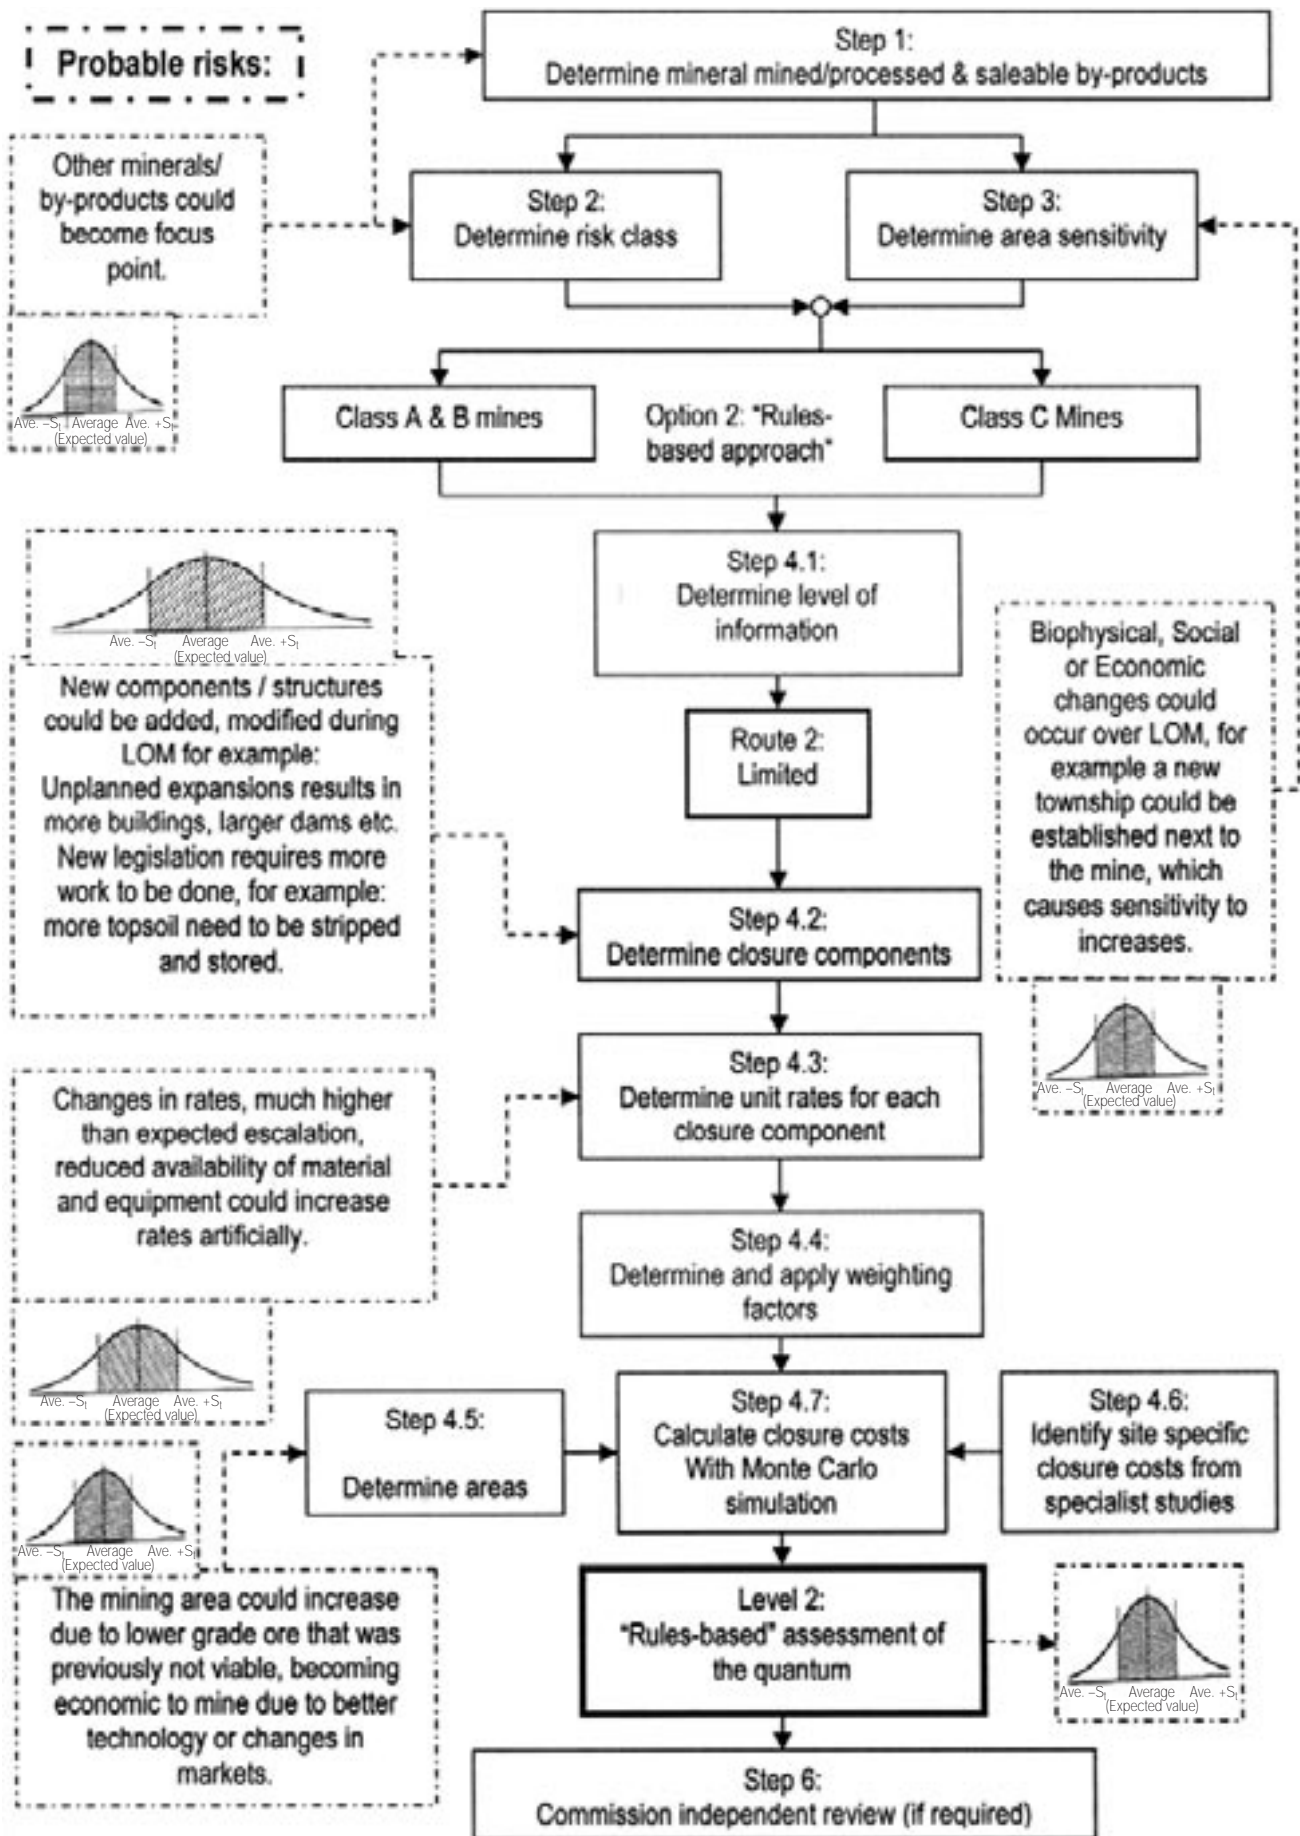 Probable risks:
Step 1:
Determine mineral mined/processed & saleable by-products
Other minerals/
by-products could
become focus
point.
Step 2:
Determine risk class
Step 3:
Determine area sensitivity
Ave. –St Average Ave. +St
(Expected value)
Class A & B mines
Option 2: "Rules-
based approach"
Class C Mines
Step 4.1:
Determine level of
information
Ave. –St Average Ave. +St
(Expected value)
New components / structures
could be added, modified during
LOM for example:
Unplanned expansions results in
more buildings, larger dams etc.
New legislation requires more
work to be done, for example:
more topsoil need to be stripped
and stored.
Biophysical, Social
or Economic
changes could
occur over LOM, for
example a new
township could be
established next to
the mine, which
causes sensitivity to
increases.
Ave. –St Average Ave. +St
(Expected value)
Route 2:
Limited
Step 4.2:
Determine closure components
Step 4.3:
Determine unit rates for each
closure component
Changes in rates, much higher
than expected escalation,
reduced availability of material
and equipment could increase
rates artificially.
Ave. –St Average Ave. +St
(Expected value)
Step 4.4:
Determine and apply weighting
factors
Step 4.5:
Determine areas
Step 4.7:
Calculate closure costs
With Monte Carlo
simulation
Step 4.6:
Identify site specific
closure costs from
specialist studies
Ave. –St Average Ave. +St
(Expected value)
The mining area could increase
due to lower grade ore that was
previously not viable, becoming
economic to mine due to better
technology or changes in
markets.
Level 2:
"Rules-based" assessment of
the quantum
Ave. –St Average Ave. +St
(Expected value)
Step 6:
Commission independent review (if required)